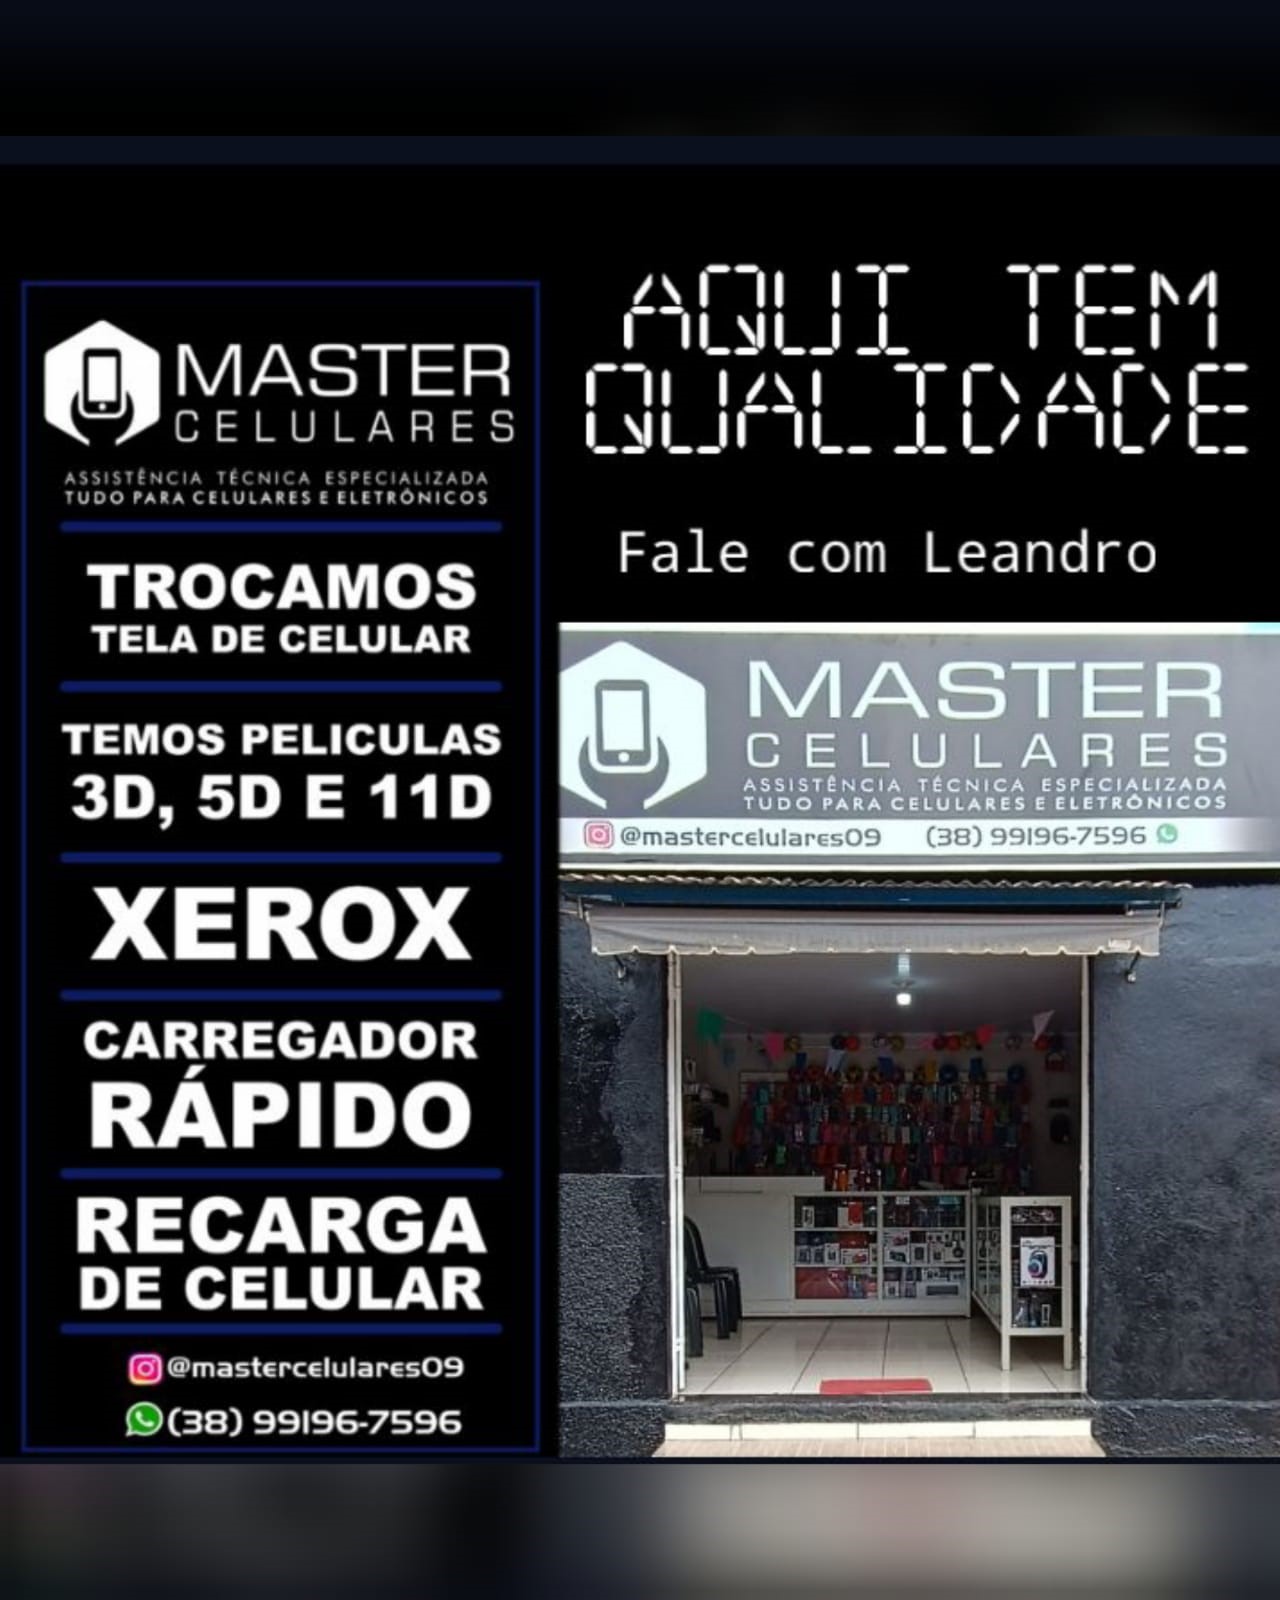 MASTER
CELULARES
ASSISTÊNCIA TÉCNICA ESPECIALIZADA
TUDO PARA CELULARES E ELETRÔNICOS
TROCAMOS
TELA DE CELULAR
TEMOS PELICULAS
3D, 5D E 11D
XEROX
CARREGADOR
RÁPIDO
RECARGA
DE CELULAR
@mastercelulares09
(38) 99196-7596
AQUI TEM
QUALIDADE
Fale com Leandro
MASTER
CELULARES
ASSISTÊNCIA TÉCNICA ESPECIALIZADA
TUDO PARA CELULARES E ELETRÔNICOS
@mastercelulares09 (38) 99196-7596